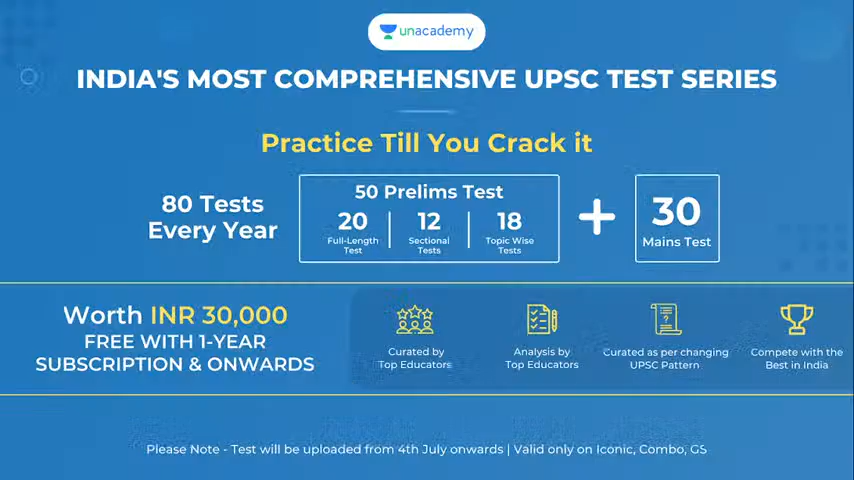 unacademy
INDIA'S MOST COMPREHENSIVE UPSC TEST SERIES
Practice Till You Crack it
80 Tests
Every Year
50 Prelims Test
20
Full-Length
Test
12
Sectional
Tests
18
Topic Wise
Tests
+
30
Mains Test
Worth INR 30,000
FREE WITH 1-YEAR
SUBSCRIPTION & ONWARDS
Curated by
Top Educators
Analysis by
Top Educators
Curated as per changing
UPSC Pattern
Compete with the
Best in India
Please Note - Test will be uploaded from 4th July onwards | Valid only on Iconic, Combo, GS